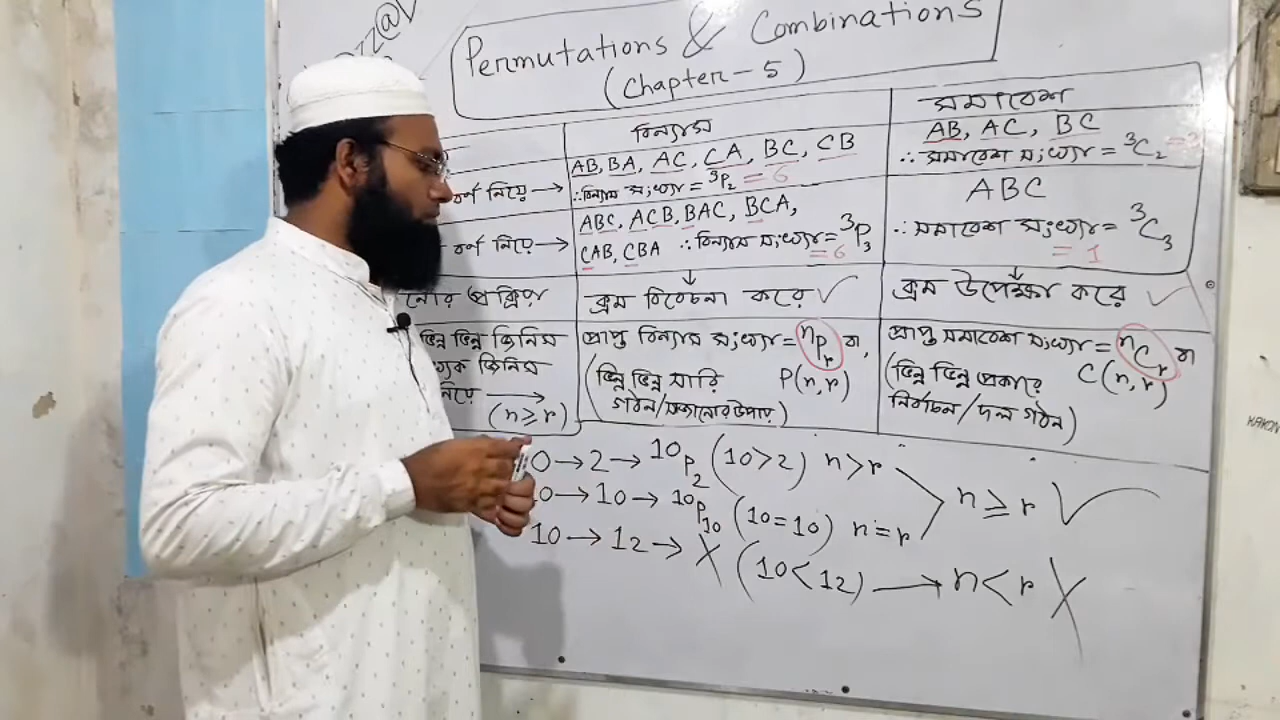 Permutations & Combinations
(Chapter-5)
বিন্যাস
সমাবেশ
বর্ণ নিয়ে →
AB, BA, AC, CA, BC, CB
∴ বিন্যাস সংখ্যা = ³P₂ = 6
AB, AC, BC
∴ সমাবেশ সংখ্যা = ³C₂ = 3
বর্ণ নিয়ে →
ABC, ACB, BAC, BCA,
CAB, CBA ∴ বিন্যাস সংখ্যা = ³P₃
= 6
ABC
∴ সমাবেশ সংখ্যা = ³C₃
= 1
ক্রম বিবেচনা করে ✓
ক্রম উপেক্ষা করে ✓
ভিন্ন ভিন্ন জিনিস
জিনিস
নিয়ে →
(n ≥ r)
প্রাপ্ত বিন্যাস সংখ্যা = ⁿPᵣ বা,
P(n, r)
(ভিন্ন ভিন্ন সারি
গঠন/সাজানোর উপায়)
প্রাপ্ত সমাবেশ সংখ্যা = ⁿCᵣ বা
C(n, r)
(ভিন্ন ভিন্ন প্রকারে
নির্বাচন/দল গঠন)
10 → 2 → ¹⁰P₂ (10 > 2) n > r
10 → 10 → ¹⁰P₁₀ (10 = 10) n = r
n ≥ r ✓
10 → 12 → X (10 < 12) → n < r X
KAKON